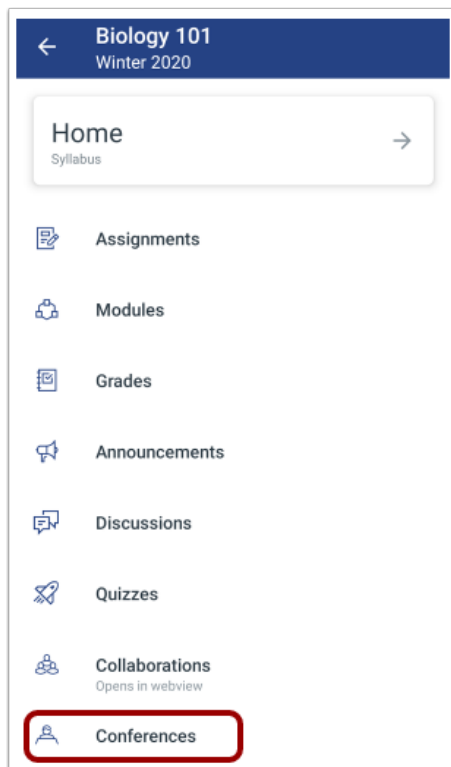 Biology 101
Winter 2020
Home
Syllabus
Assignments
Modules
Grades
Announcements
Discussions
Quizzes
Collaborations
Opens in webview
Conferences